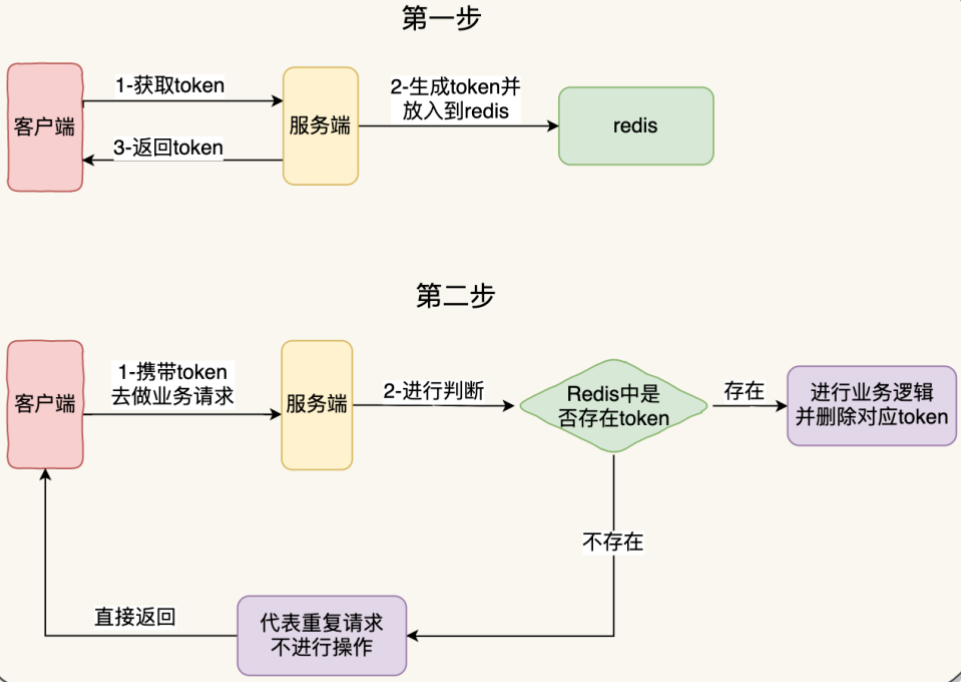 第一步
客户端
1-获取token
3-返回token
服务端
2-生成token并
放入到redis
redis
第二步
客户端
1-携带token
去做业务请求
服务端
2-进行判断
Redis中是
否存在token
存在
进行业务逻辑
并删除对应token
不存在
代表重复请求
不进行操作
直接返回